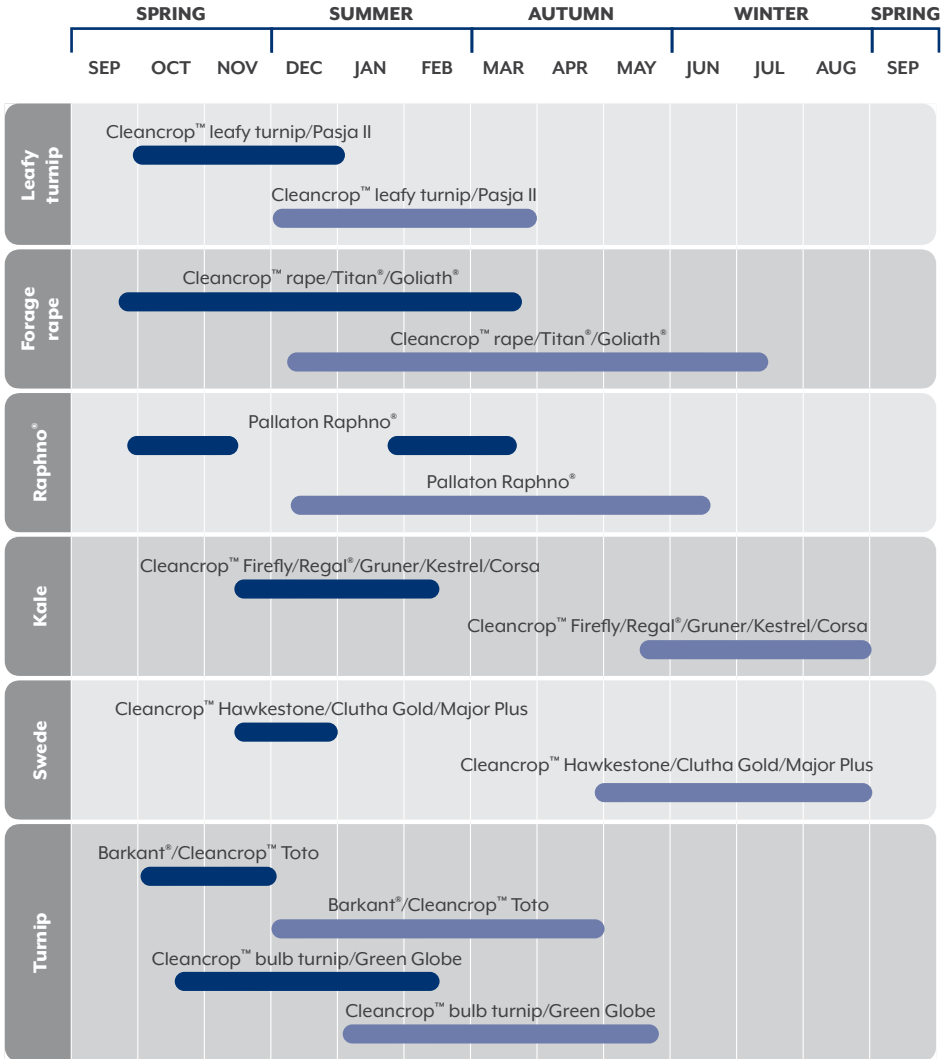 SPRING SUMMER AUTUMN WINTER SPRING
SEP OCT NOV DEC JAN FEB MAR APR MAY JUN JUL AUG SEP
Leafy
turnip
Cleancrop™ leafy turnip/Pasja II
Cleancrop™ leafy turnip/Pasja II
Forage
rape
Cleancrop™ rape/Titan®/Goliath®
Cleancrop™ rape/Titan®/Goliath®
Raphno®
Pallaton Raphno®
Pallaton Raphno®
Kale
Cleancrop™ Firefly/Regal®/Gruner/Kestrel/Corsa
Cleancrop™ Firefly/Regal®/Gruner/Kestrel/Corsa
Swede
Cleancrop™ Hawkestone/Clutha Gold/Major Plus
Cleancrop™ Hawkestone/Clutha Gold/Major Plus
Turnip
Barkant®/Cleancrop™ Toto
Barkant®/Cleancrop™ Toto
Cleancrop™ bulb turnip/Green Globe
Cleancrop™ bulb turnip/Green Globe